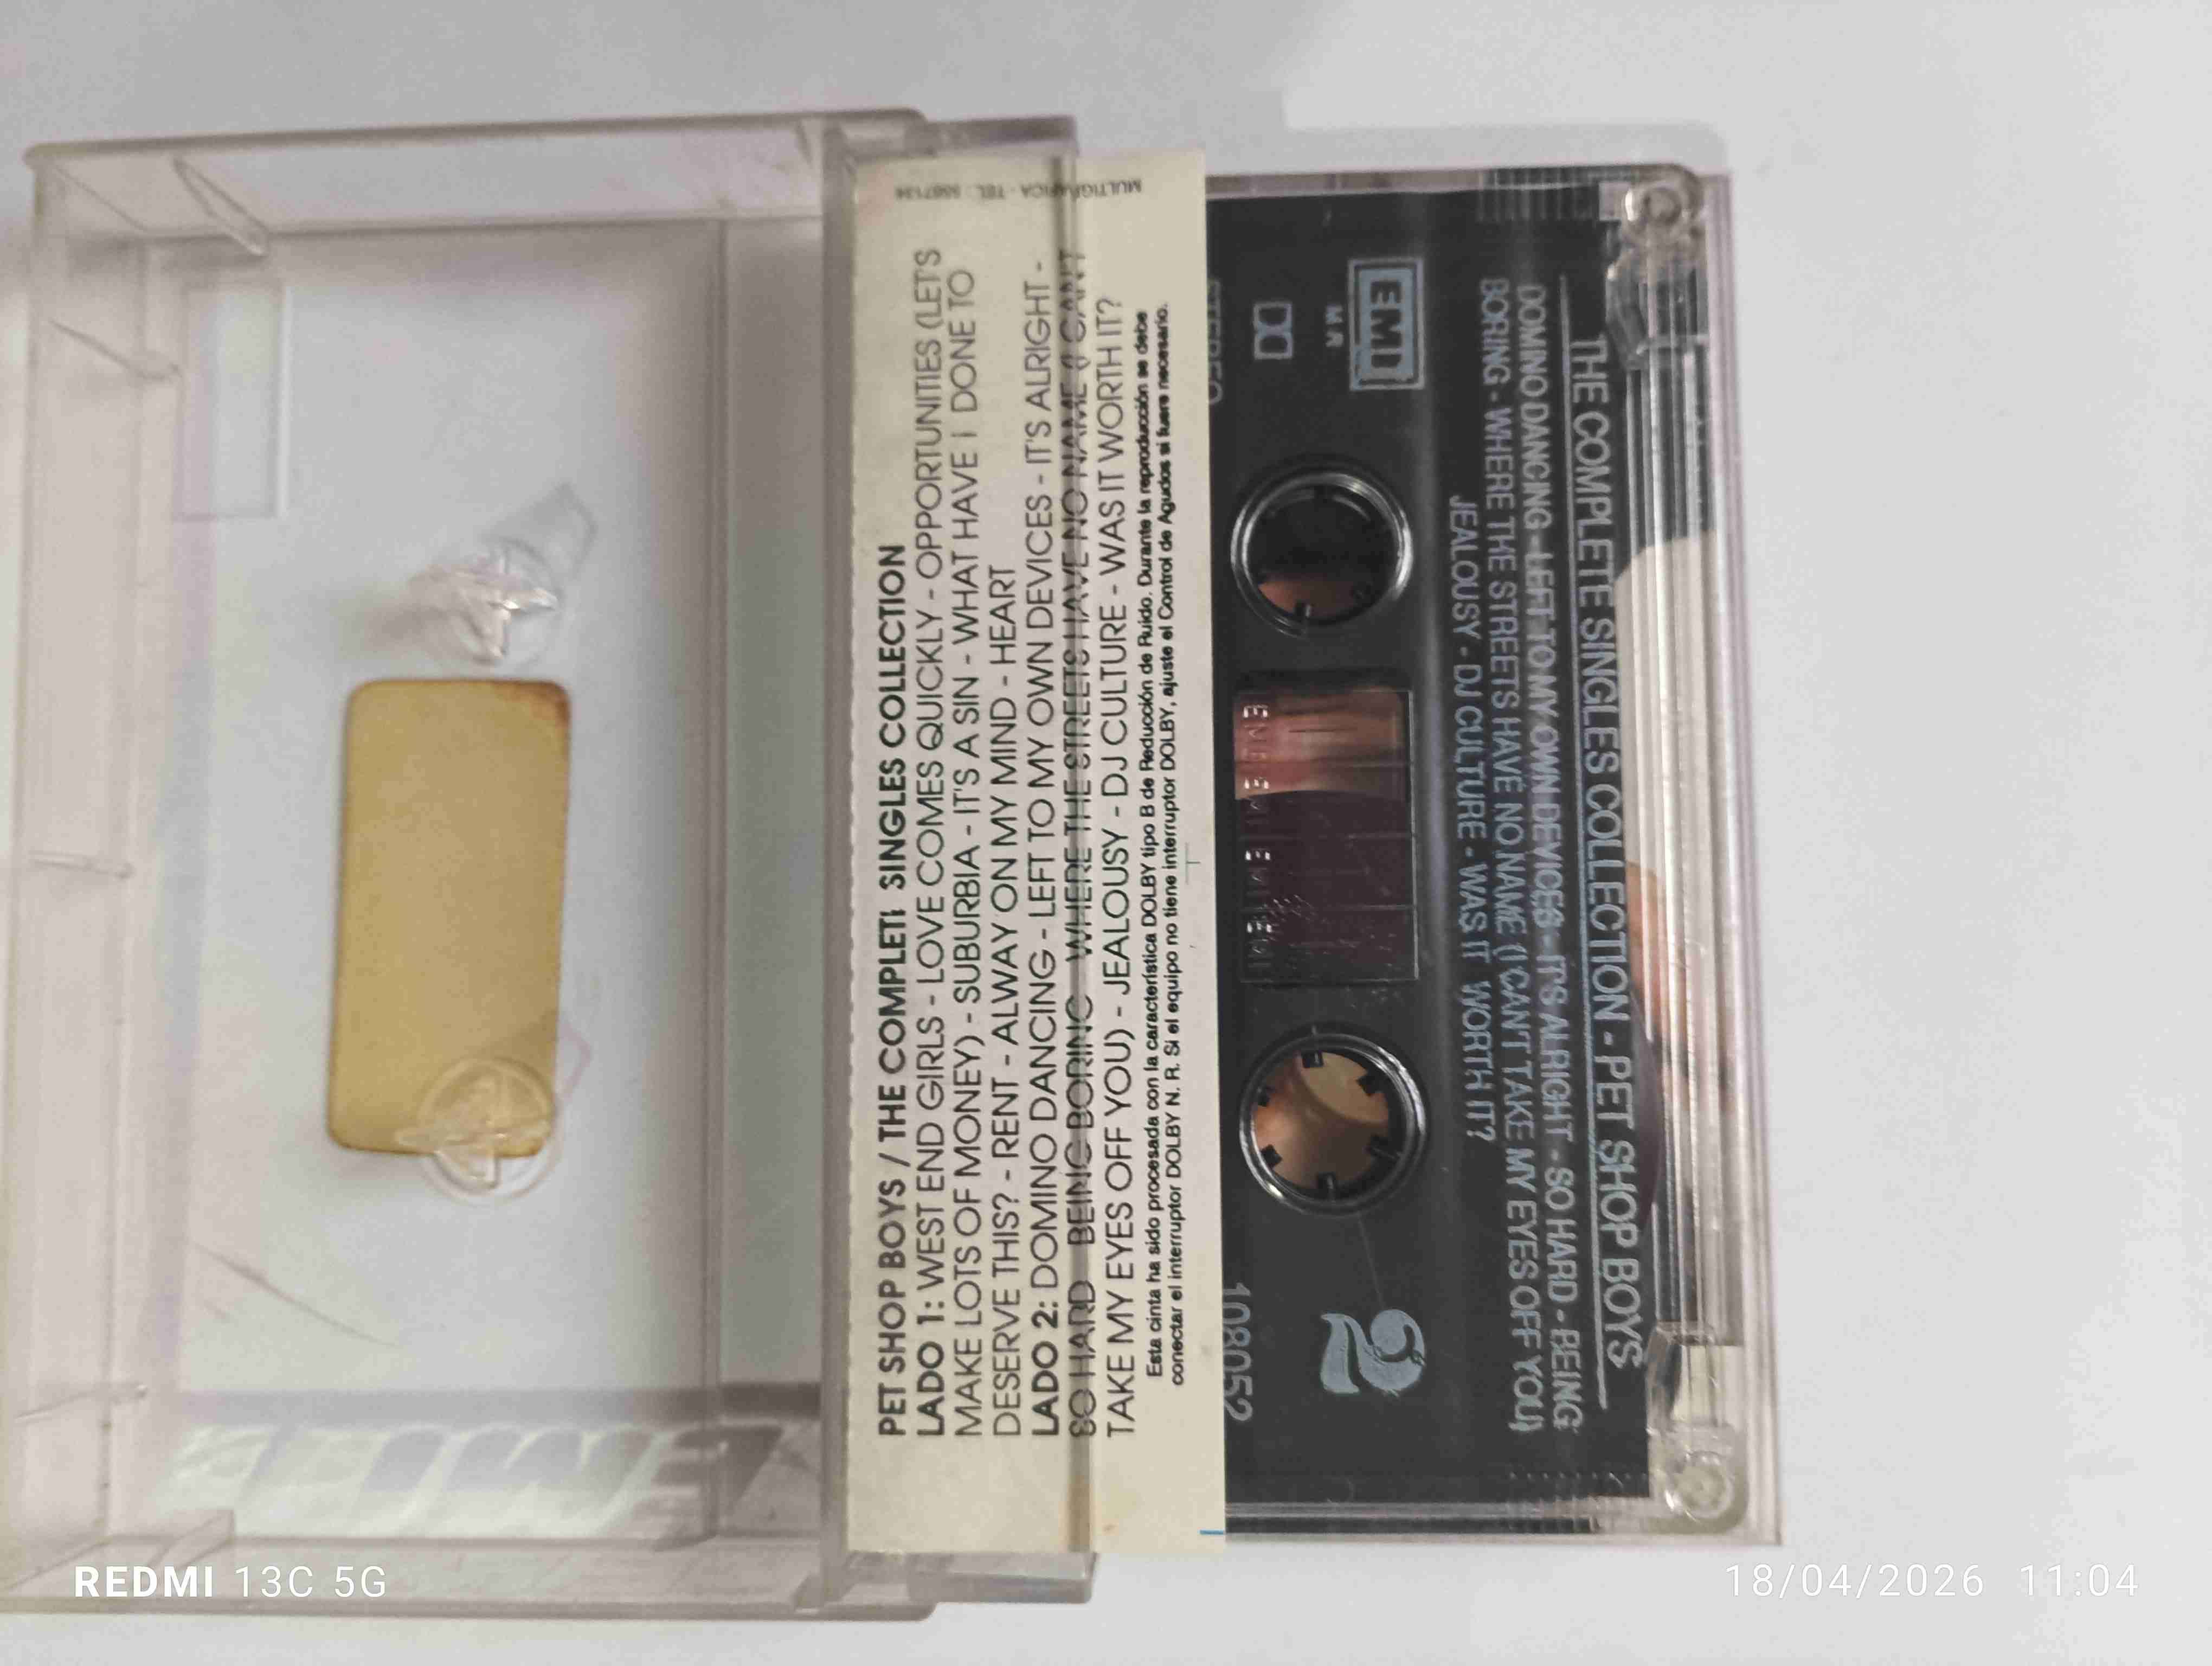 MULTIGRAFICA - TEL.: 5567134
PET SHOP BOYS / THE COMPLETE SINGLES COLLECTION
LADO 1: WEST END GIRLS - LOVE COMES QUICKLY - OPPORTUNITIES (LET'S
MAKE LOTS OF MONEY) - SUBURBIA - IT'S A SIN - WHAT HAVE I DONE TO
DESERVE THIS? - RENT - ALWAY ON MY MIND - HEART
LADO 2: DOMINO DANCING - LEFT TO MY OWN DEVICES - IT'S ALRIGHT -
SO HARD - BEING BORING - WHERE THE STREETS HAVE NO NAME (I CAN'T
TAKE MY EYES OFF YOU) - JEALOUSY - DJ CULTURE - WAS IT WORTH IT?
Esta cinta ha sido procesada con la característica DOLBY tipo B de Reducción de Ruido. Durante la reproducción se debe
conectar el interruptor DOLBY N. R. Si el equipo no tiene interruptor DOLBY, ajuste el Control de Agudos si fuere necesario.
THE COMPLETE SINGLES COLLECTION - PET SHOP BOYS
DOMINO DANCING - LEFT TO MY OWN DEVICES - IT'S ALRIGHT - SO HARD - BEING
BORING - WHERE THE STREETS HAVE NO NAME (I CAN'T TAKE MY EYES OFF YOU)
JEALOUSY - DJ CULTURE - WAS IT WORTH IT?
EMI
M.R
2
STEREO
108052
EMI EMI EMI EMI
EMI
REDMI 13C 5G
18/04/2026 11:04